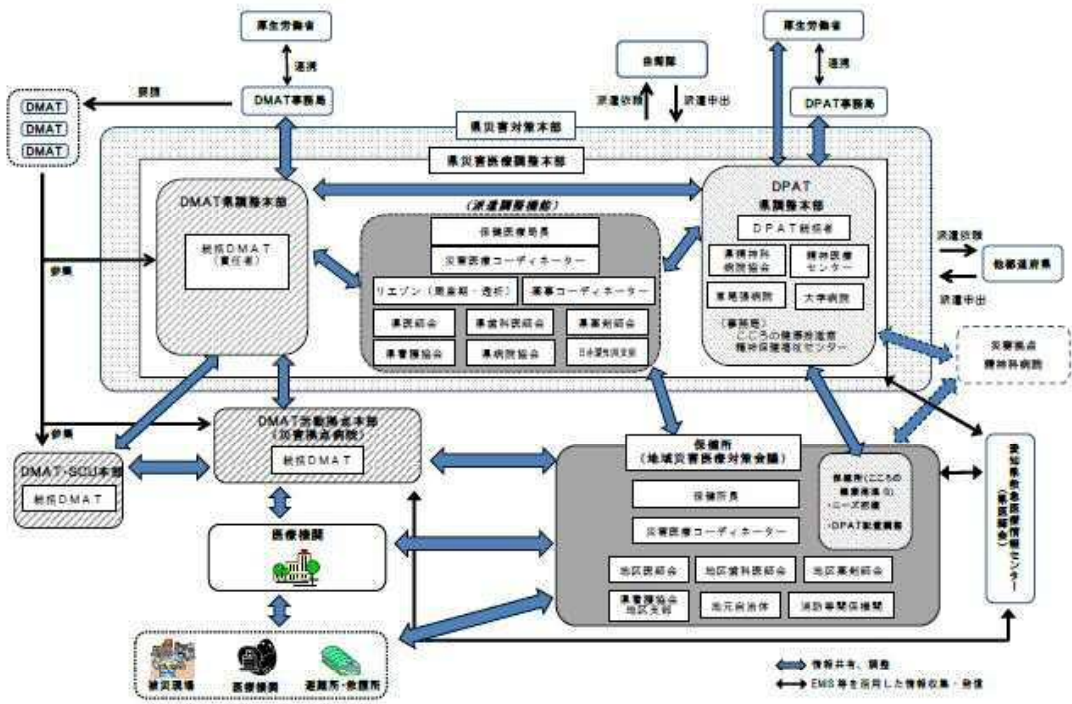 厚生労働省
連携
DMAT事務局
要請
DMAT
DMAT
DMAT
自衛隊
派遣依頼
派遣申出
厚生労働省
連携
DPAT事務局
県災害対策本部
県災害医療調整本部
DMAT県調整本部
統括DMAT
(責任者)
(派遣調整機能)
保健医療局長
災害医療コーディネーター
リエゾン(周産期・透析)
薬事コーディネーター
県医師会
県歯科医師会
県薬剤師会
県看護協会
県病院協会
DPAT
県調整本部
DPAT統括者
県精神科
病院協会
精神医療
センター
東尾張病院
大学病院
(事務局)
こころの健康推進室
精神保健福祉センター
派遣依頼
他都道府県
派遣申出
災害拠点
精神科病院
参集
参集
DMAT・SCU本部
統括DMAT
DMAT活動拠点本部
(災害拠点病院)
統括DMAT
医療機関
被災現場
医療機関
避難所・救護所
保健所
(地域災害医療対策会議)
保健所長
災害医療コーディネーター
地区医師会
地区歯科医師会
地区薬剤師会
県看護協会
地区支部
地元自治体
消防等関係機関
保健所(こころの
・ニーズ把握
・DPAT配置調整
愛知県救急医療情報センター
(県医師会)
情報共有、調整
EMIS等を活用した情報収集・発信